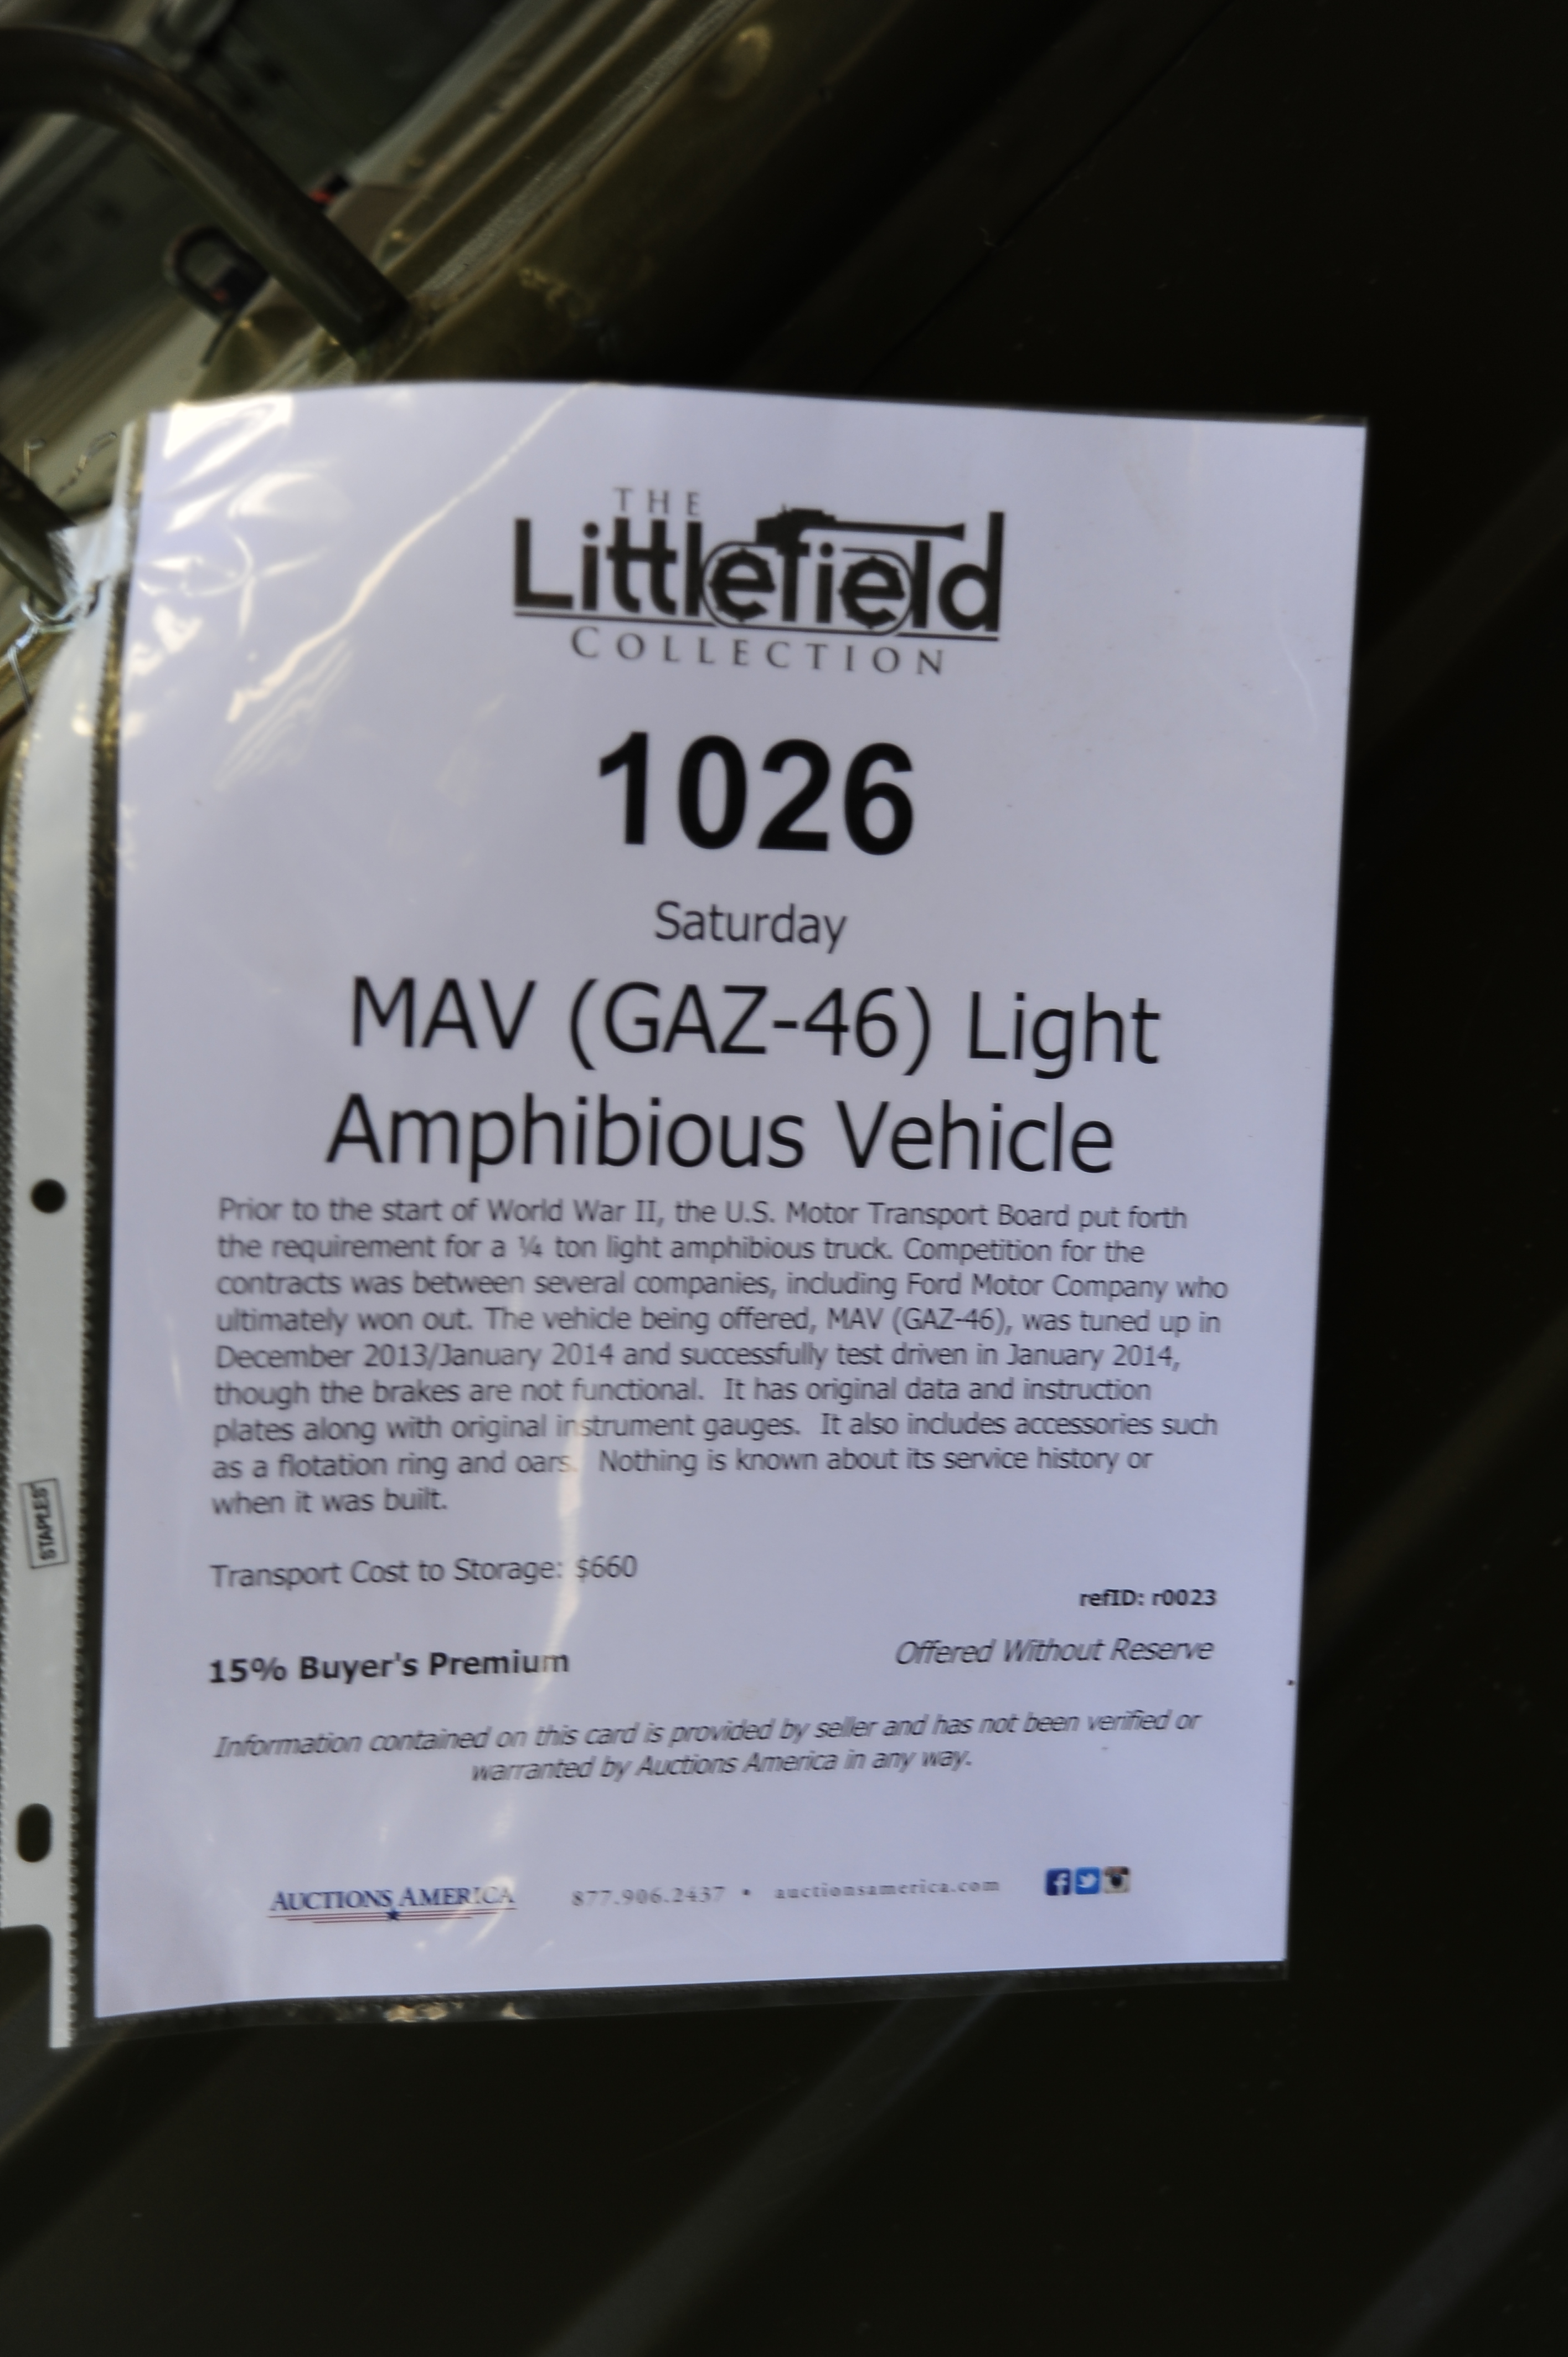 THE
Littlefield
COLLECTION
1026
Saturday
MAV (GAZ-46) Light
Amphibious Vehicle
Prior to the start of World War II, the U.S. Motor Transport Board put forth
the requirement for a ¼ ton light amphibious truck. Competition for the
contracts was between several companies, including Ford Motor Company who
ultimately won out. The vehicle being offered, MAV (GAZ-46), was tuned up in
December 2013/January 2014 and successfully test driven in January 2014,
though the brakes are not functional. It has original data and instruction
plates along with original instrument gauges. It also includes accessories such
as a flotation ring and oars. Nothing is known about its service history or
when it was built.
STAPLES
Transport Cost to Storage: $660
refID: r0023
15% Buyer's Premium
Offered Without Reserve
Information contained on this card is provided by seller and has not been verified or
warranted by Auctions America in any way.
AUCTIONS AMERICA 877.906.2437 • auctionsamerica.com